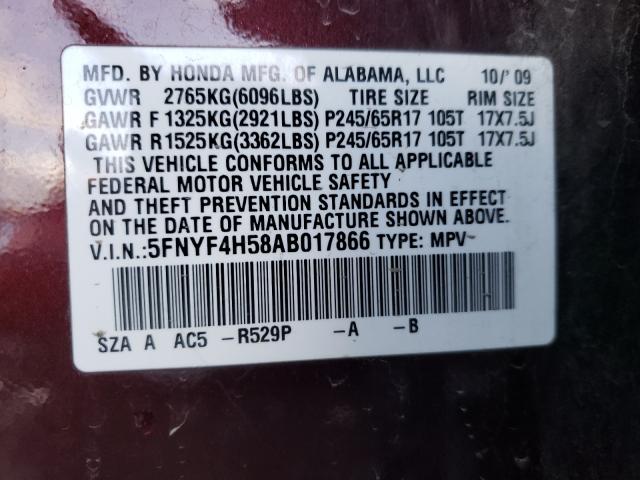 MFD. BY HONDA MFG. OF ALABAMA, LLC 10/'09
GVWR 2765KG(6096LBS) TIRE SIZE RIM SIZE
GAWR F 1325KG(2921LBS) P245/65R17 105T 17X7.5J
GAWR R 1525KG(3362LBS) P245/65R17 105T 17X7.5J
THIS VEHICLE CONFORMS TO ALL APPLICABLE
FEDERAL MOTOR VEHICLE SAFETY
AND THEFT PREVENTION STANDARDS IN EFFECT
ON THE DATE OF MANUFACTURE SHOWN ABOVE.
V.I.N.:5FNYF4H58AB017866 TYPE: MPV
SZA A AC5 -R529P -A -B